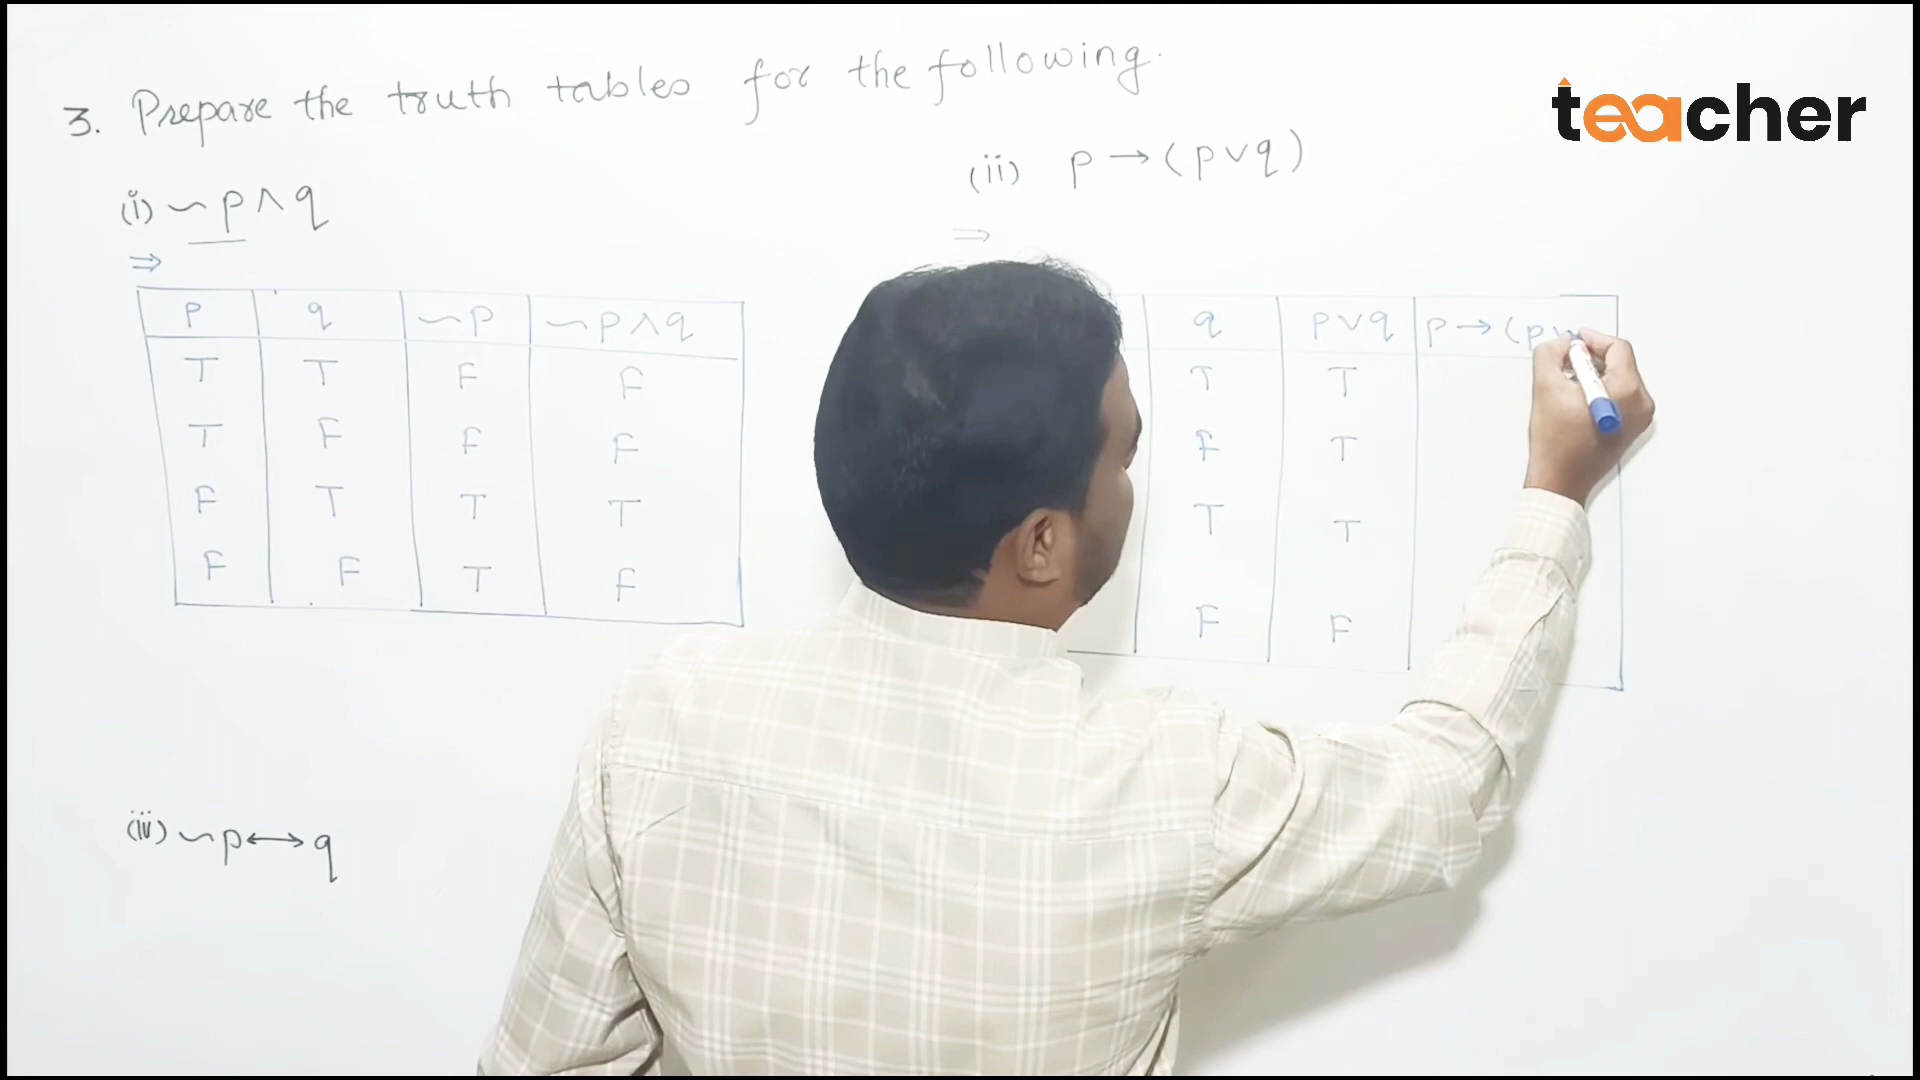 3. Prepare the truth tables for the following.
teacher
(i) ~p∧q
(ii) p→(p∨q)
⇒
⇒
p q ~p ~p∧q
T T F F
T F F F
F T T T
F F T F
q p∨q p→(p∨
T T
F T
T T
F F
(iii) ~p↔q